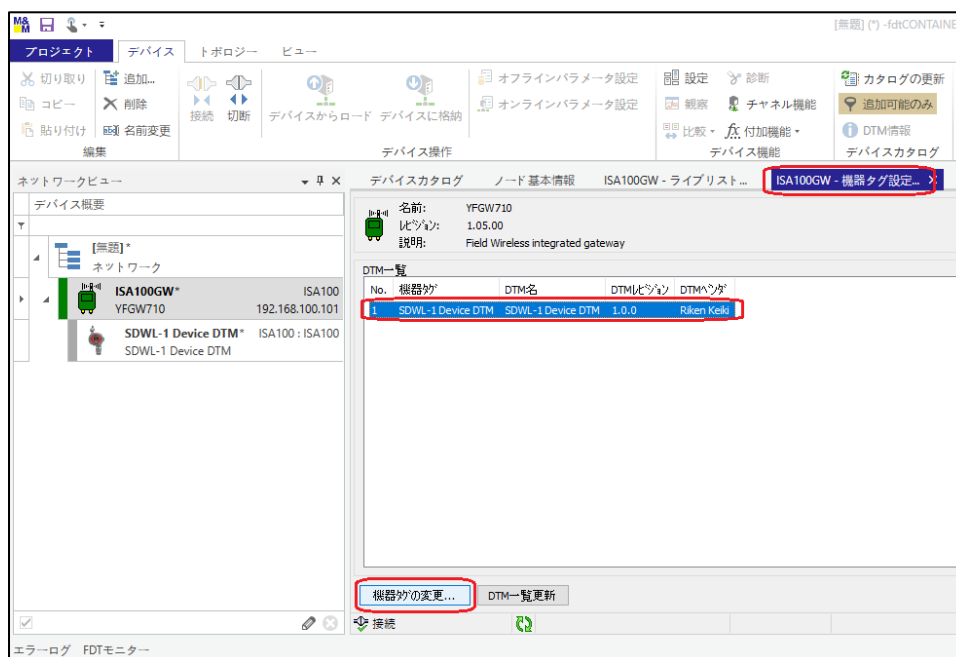 M&M
[無題] (*) -fdtCONTAINE
プロジェクト デバイス トポロジー ビュー
切り取り 追加... オフラインパラメータ設定 設定 診断 カタログの更新
コピー 削除 接続 切断 デバイスからロード デバイスに格納 オンラインパラメータ設定 観察 チャネル機能 追加可能のみ
貼り付け 名前変更 比較 fx 付加機能 DTM情報
編集 デバイス操作 デバイス機能 デバイスカタログ
ネットワークビュー デバイスカタログ ノード基本情報 ISA100GW - ライブリスト... ISA100GW - 機器タグ設定... ×
デバイス概要
名前: YFGW710
レビジョン: 1.05.00
説明: Field Wireless integrated gateway
[無題]*
ネットワーク
ISA100GW* ISA100
YFGW710 192.168.100.101
SDWL-1 Device DTM* ISA100 : ISA100
SDWL-1 Device DTM
DTM一覧
No. 機器タグ DTM名 DTMレビジョン DTMベンダ
1 SDWL-1 Device DTM SDWL-1 Device DTM 1.0.0 Riken Keiki
機器タグの変更... DTM一覧更新
接続
エラーログ FDTモニター